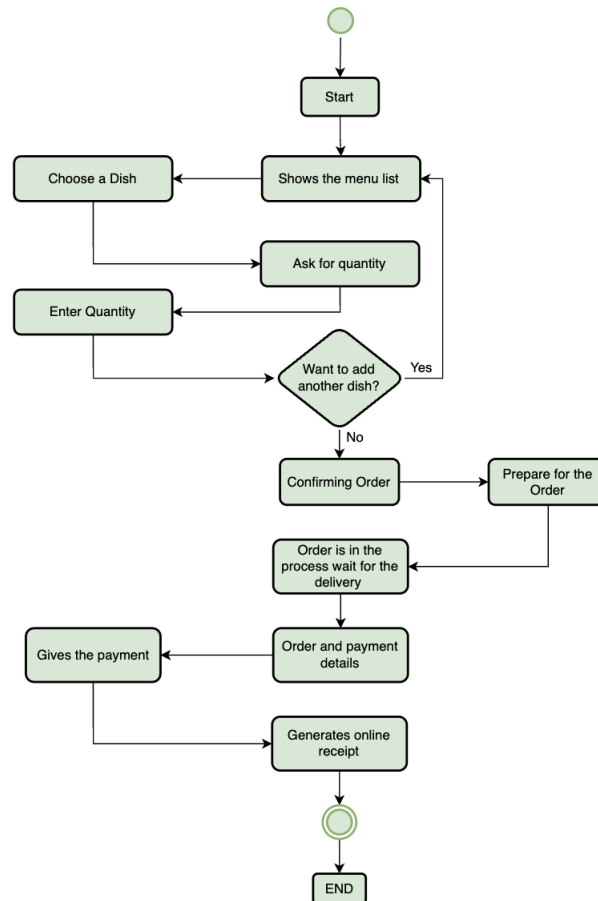 Start
Choose a Dish
Shows the menu list
Ask for quantity
Enter Quantity
Want to add
another dish?
Yes
No
Confirming Order
Prepare for the
Order
Order is in the
process wait for the
delivery
Gives the payment
Order and payment
details
Generates online
receipt
END